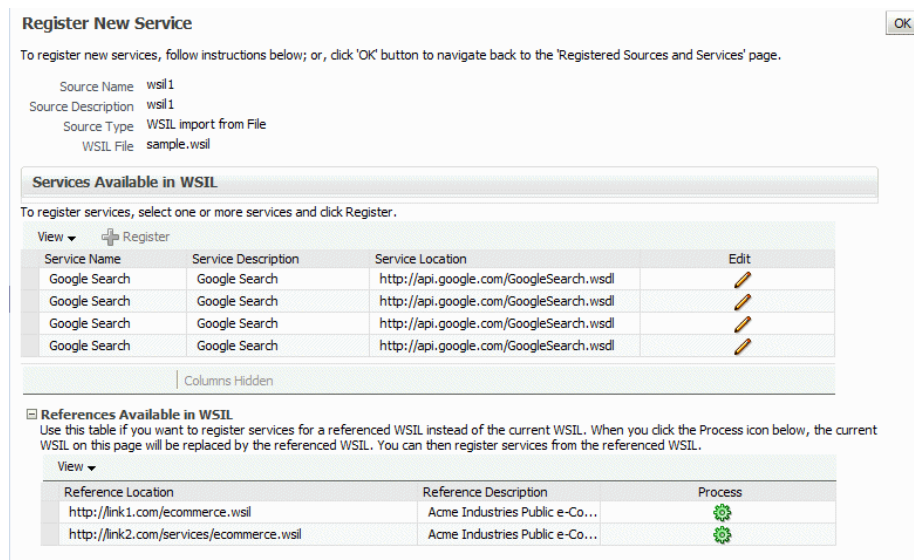 Register New Service
OK
To register new services, follow instructions below; or, click 'OK' button to navigate back to the 'Registered Sources and Services' page.
Source Name wsil1
Source Description wsil1
Source Type WSIL import from File
WSIL File sample.wsil
Services Available in WSIL
To register services, select one or more services and click Register.
View Register
Service Name Service Description Service Location Edit
Google Search Google Search http://api.google.com/GoogleSearch.wsdl
Google Search Google Search http://api.google.com/GoogleSearch.wsdl
Google Search Google Search http://api.google.com/GoogleSearch.wsdl
Google Search Google Search http://api.google.com/GoogleSearch.wsdl
Columns Hidden
References Available in WSIL
Use this table if you want to register services for a referenced WSIL instead of the current WSIL. When you click the Process icon below, the current
WSIL on this page will be replaced by the referenced WSIL. You can then register services from the referenced WSIL.
View
Reference Location Reference Description Process
http://link1.com/ecommerce.wsil Acme Industries Public e-Co...
http://link2.com/services/ecommerce.wsil Acme Industries Public e-Co...